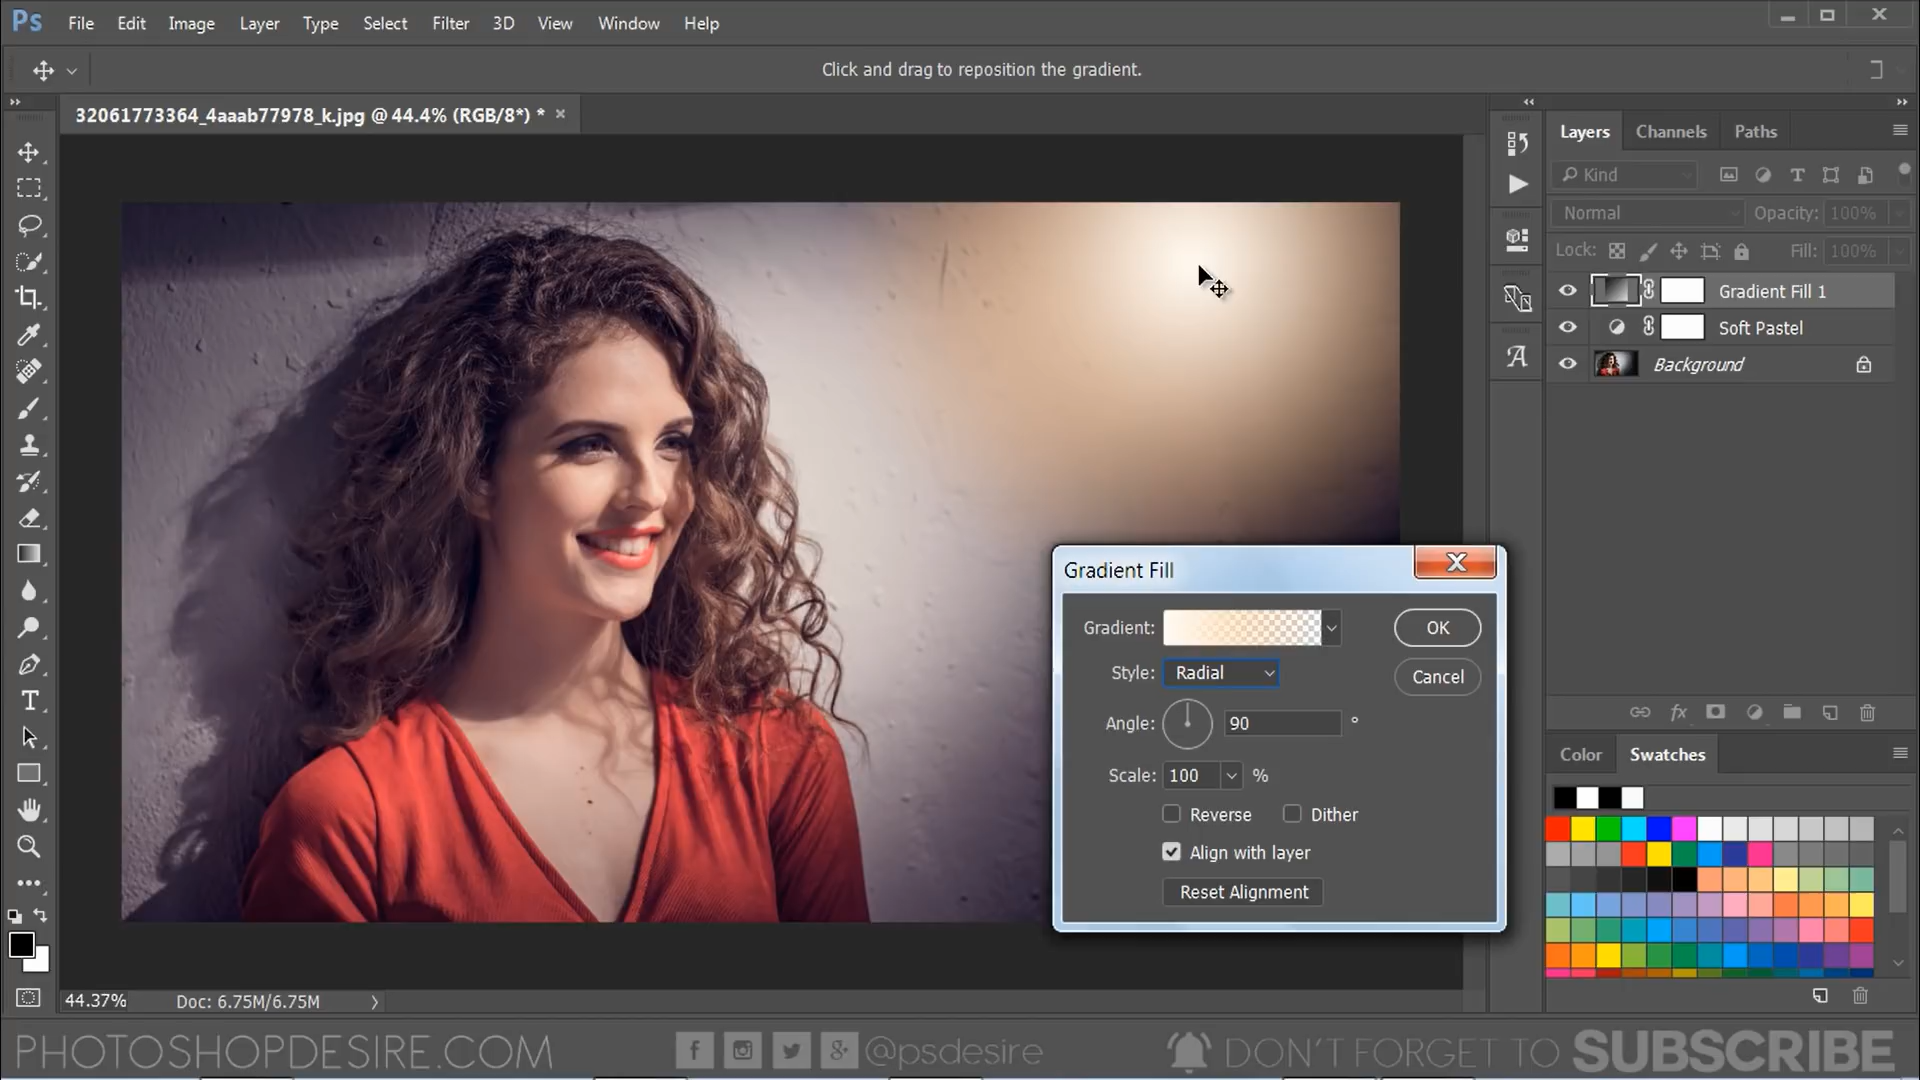 Ps File Edit Image Layer Type Select Filter 3D View Window Help
Click and drag to reposition the gradient.
32061773364_4aaab77978_k.jpg @ 44.4% (RGB/8*) *
Layers Channels Paths
Kind
Normal Opacity: 100%
Lock: Fill: 100%
Gradient Fill 1
Soft Pastel
Background
Gradient Fill
Gradient: OK
Style: Radial Cancel
Angle: 90 °
Scale: 100 %
Reverse Dither
Align with layer
Reset Alignment
fx
Color Swatches
44.37% Doc: 6.75M/6.75M
PHOTOSHOPDESIRE.COM @psdesire DON'T FORGET TO SUBSCRIBE